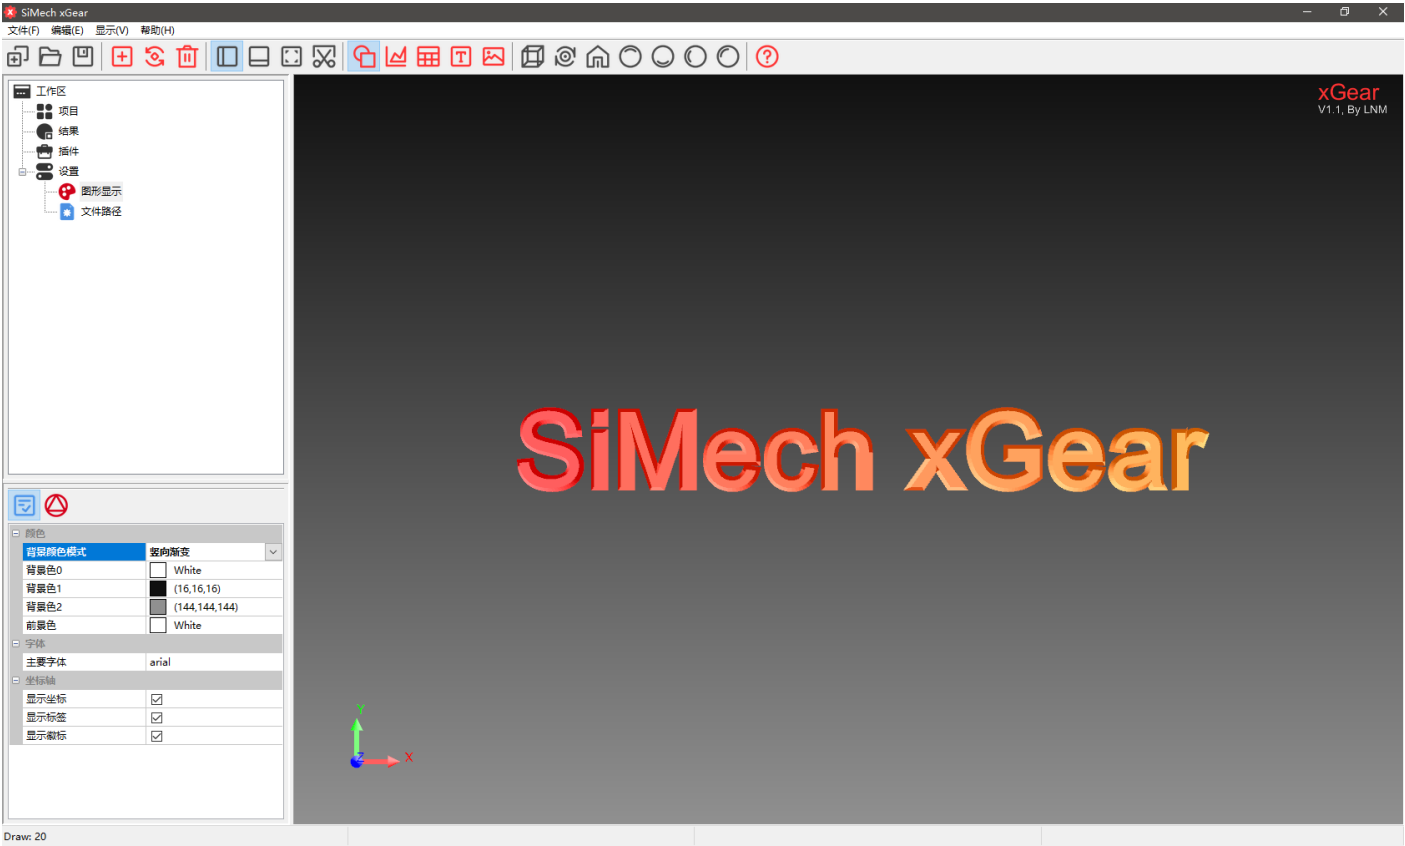 SiMech xGear
文件(F) 编辑(E) 显示(V) 帮助(H)
工作区
项目
结果
插件
设置
图形显示
文件路径
xGear
V1.1, By LNM
SiMech xGear
颜色
背景颜色模式 竖向渐变
背景色0 White
背景色1 (16,16,16)
背景色2 (144,144,144)
前景色 White
字体
主要字体 arial
坐标轴
显示坐标
显示标签
显示徽标
Y
Z
X
Draw: 20